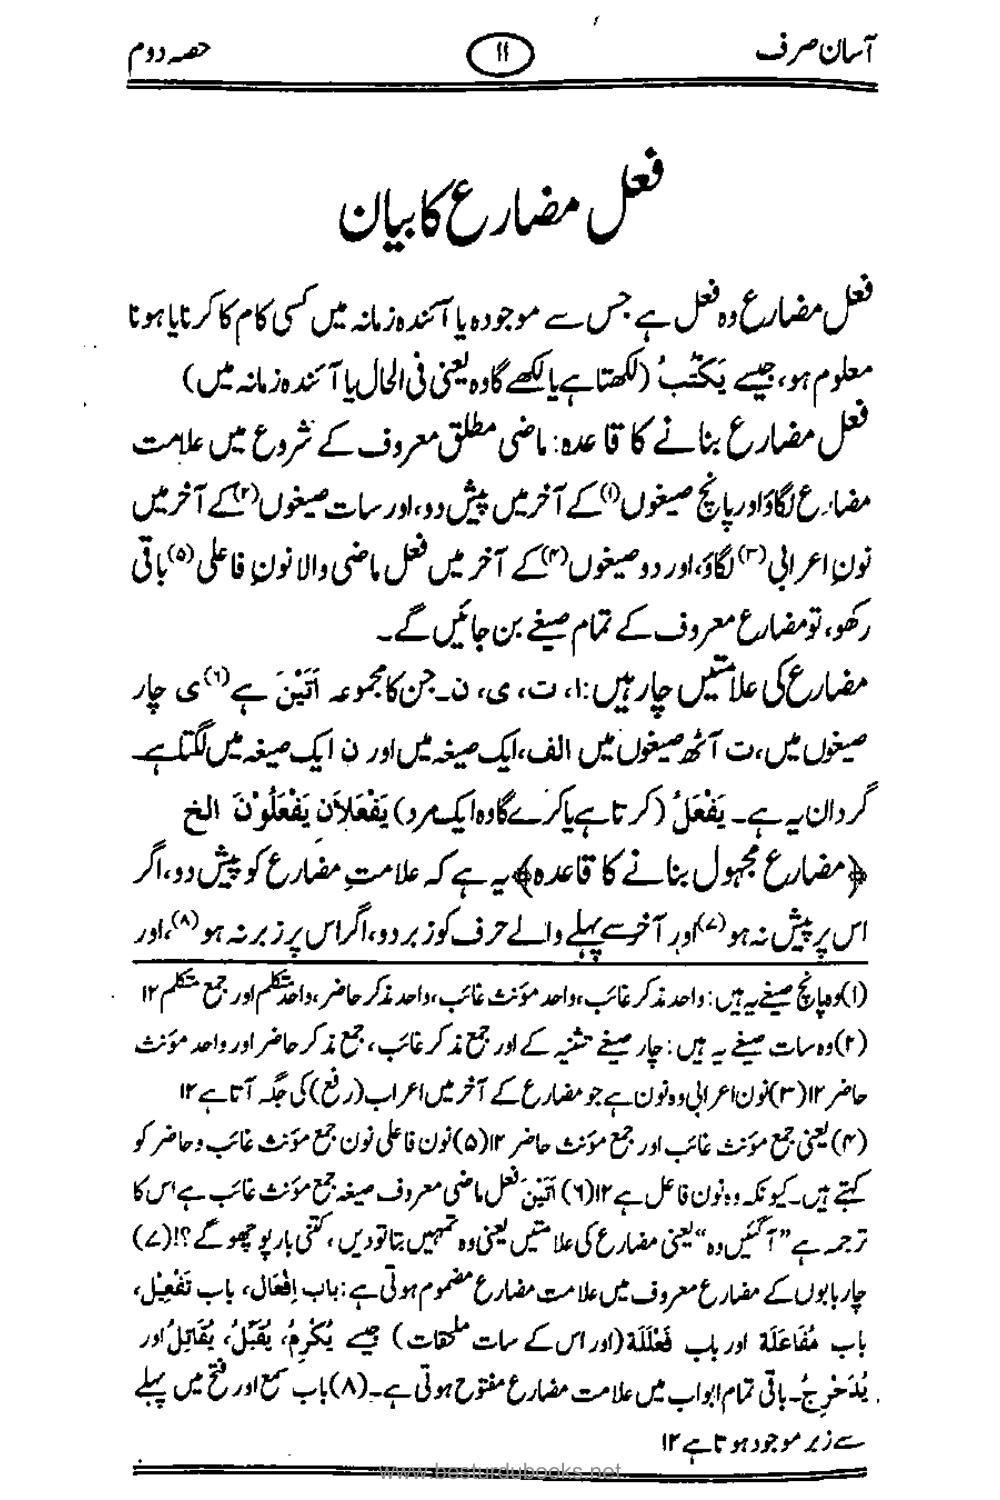 آسان صرف ۱۱ حصہ دوم
فعل مضارع کا بیان
فعل مضارع وہ فعل ہے جس سے موجودہ یا آئندہ زمانہ میں کسی کام کا کرنا یا ہونا
معلوم ہو، جیسے یَکْتُبُ (لکھتا ہے یا لکھے گا وہ یعنی فی الحال یا آئندہ زمانہ میں)
فعل مضارع بنانے کا قاعدہ: ماضی مطلق معروف کے شروع میں علامت
مضارع لگاؤ اور پانچ صیغوں(۱) کے آخر میں پیش دو، اور سات صیغوں(۲) کے آخر میں
نونِ اعرابی(۳) لگاؤ، اور دو صیغوں(۴) کے آخر میں فعل ماضی والا نونِ فاعلی(۵) باقی
رکھو، تو مضارع معروف کے تمام صیغے بن جائیں گے۔
مضارع کی علامتیں چار ہیں: ا، ت، ی، ن۔ جن کا مجموعہ اَتَیْنَ ہے(۶) ی چار
صیغوں میں، ت آٹھ صیغوں میں الف، ایک صیغہ میں اور ن ایک صیغہ میں لگتا ہے
گردان یہ ہے۔ یَفْعَلُ (کرتا ہے یا کرے گا وہ ایک مرد) یَفْعَلَانِ یَفْعَلُوْنَ الخ
﴿مضارع مجہول بنانے کا قاعدہ﴾ یہ ہے کہ علامتِ مضارع کو پیش دو، اگر
اس پر پیش نہ ہو(۷) اور آخر سے پہلے والے حرف کو زبر دو، اگر اس پر زبر نہ ہو(۸)، اور
(۱) وہ پانچ صیغے یہ ہیں: واحد مذکر غائب، واحد مؤنث غائب، واحد مذکر حاضر، واحد متکلم اور جمع متکلم ۱۲
(۲) وہ سات صیغے یہ ہیں: چار صیغے تثنیہ کے اور جمع مذکر غائب، جمع مذکر حاضر اور واحد مؤنث
حاضر ۱۲ (۳) نون اعرابی وہ نون ہے جو مضارع کے آخر میں اعراب (رفع) کی جگہ آتا ہے ۱۲
(۴) یعنی جمع مؤنث غائب اور جمع مؤنث حاضر ۱۲ (۵) نون فاعلی نون جمع مؤنث غائب و حاضر کو
کہتے ہیں۔ کیونکہ وہ نون فاعل ہے ۱۲ (۶) اَتَیْنَ فعل ماضی معروف صیغہ جمع مؤنث غائب ہے اس کا
ترجمہ ہے "آ گئیں وہ" یعنی مضارع کی علامتیں یعنی وہ تمہیں بتا تو دیں، کتنی بار پوچھو گے؟!! (۷)
چار بابوں کے مضارع معروف میں علامت مضارع مضموم ہوتی ہے: باب اِفْعَال، باب تَفْعِیْل،
باب مُفَاعَلَة اور باب فَعْلَلَة (اور اس کے سات ملحقات) جیسے یُکْرِمُ، یُقَبِّلُ، یُقَاتِلُ اور
یُدَحْرِجُ۔ باقی تمام ابواب میں علامت مضارع مفتوح ہوتی ہے۔ (۸) باب سمع اور فتح میں پہلے
سے زبر موجود ہوتا ہے ۱۲
www.besturdubooks.net